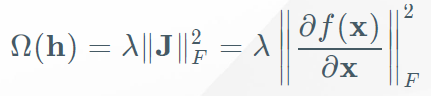 Ω(𝐡) = λ‖𝐉‖²_F = λ ‖∂f(𝐱)/∂𝐱‖²_F